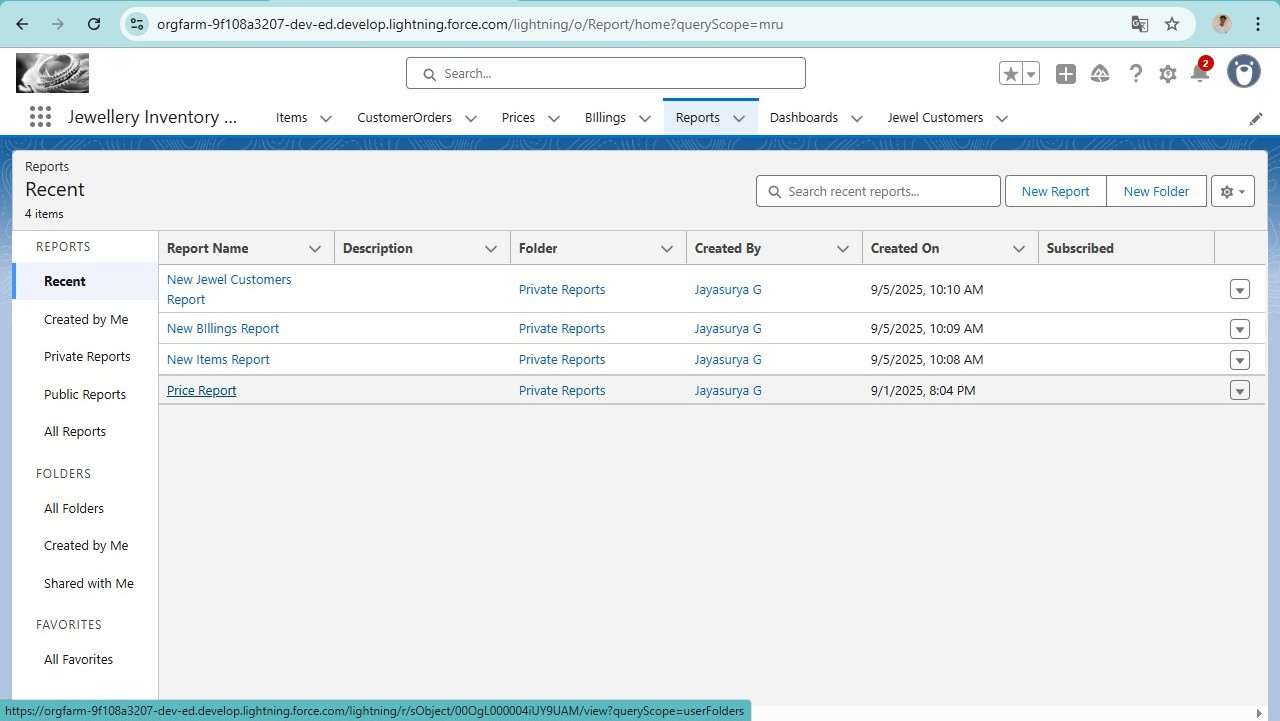 orgfarm-9f108a3207-dev-ed.develop.lightning.force.com/lightning/o/Report/home?queryScope=mru
Search...
2
Jewellery Inventory ...
Items
CustomerOrders
Prices
BIllings
Reports
Dashboards
Jewel Customers
Reports
Recent
4 items
Search recent reports...
New Report
New Folder
REPORTS
Recent
Created by Me
Private Reports
Public Reports
All Reports
FOLDERS
All Folders
Created by Me
Shared with Me
FAVORITES
All Favorites
Report Name Description Folder Created By Created On Subscribed
New Jewel Customers
Report
Private Reports Jayasurya G 9/5/2025, 10:10 AM
New BIllings Report Private Reports Jayasurya G 9/5/2025, 10:09 AM
New Items Report Private Reports Jayasurya G 9/5/2025, 10:08 AM
Price Report Private Reports Jayasurya G 9/1/2025, 8:04 PM
https://orgfarm-9f108a3207-dev-ed.develop.lightning.force.com/lightning/r/sObject/00OgL000004iUY9UAM/view?queryScope=userFolders